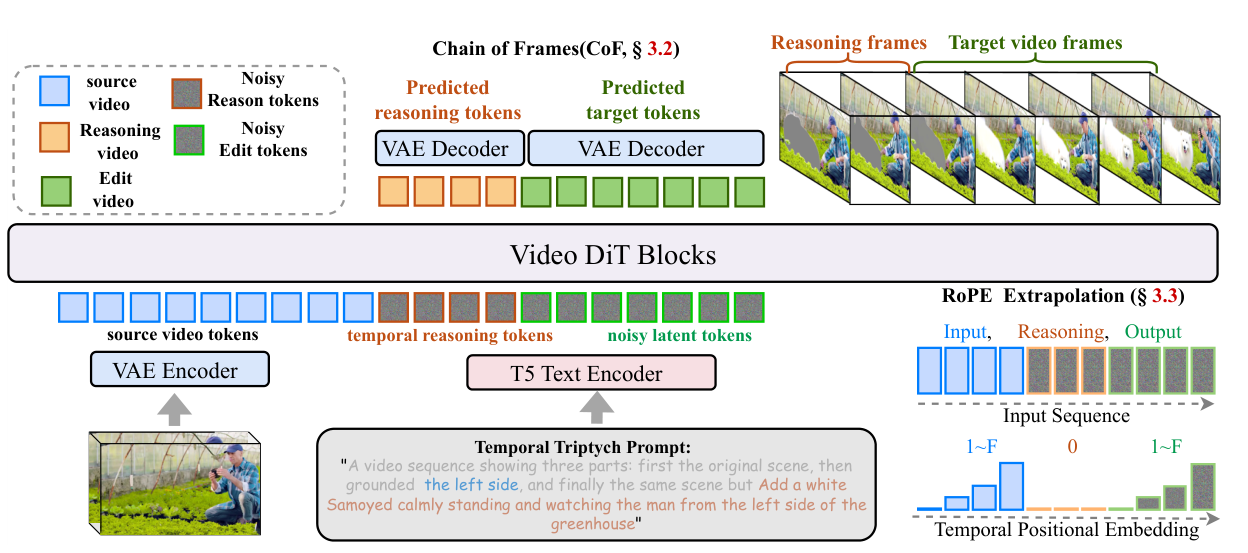 Chain of Frames(CoF, § 3.2)
Reasoning frames
Target video frames
source
video
Noisy
Reason tokens
Reasoning
video
Noisy
Edit tokens
Edit
video
Predicted
reasoning tokens
Predicted
target tokens
VAE Decoder
VAE Decoder
Video DiT Blocks
source video tokens
temporal reasoning tokens
noisy latent tokens
VAE Encoder
T5 Text Encoder
Temporal Triptych Prompt:
"A video sequence showing three parts: first the original scene, then
grounded the left side, and finally the same scene but Add a white
Samoyed calmly standing and watching the man from the left side of the
greenhouse"
RoPE Extrapolation (§ 3.3)
Input, Reasoning, Output
Input Sequence
1~F 0 1~F
Temporal Positional Embedding